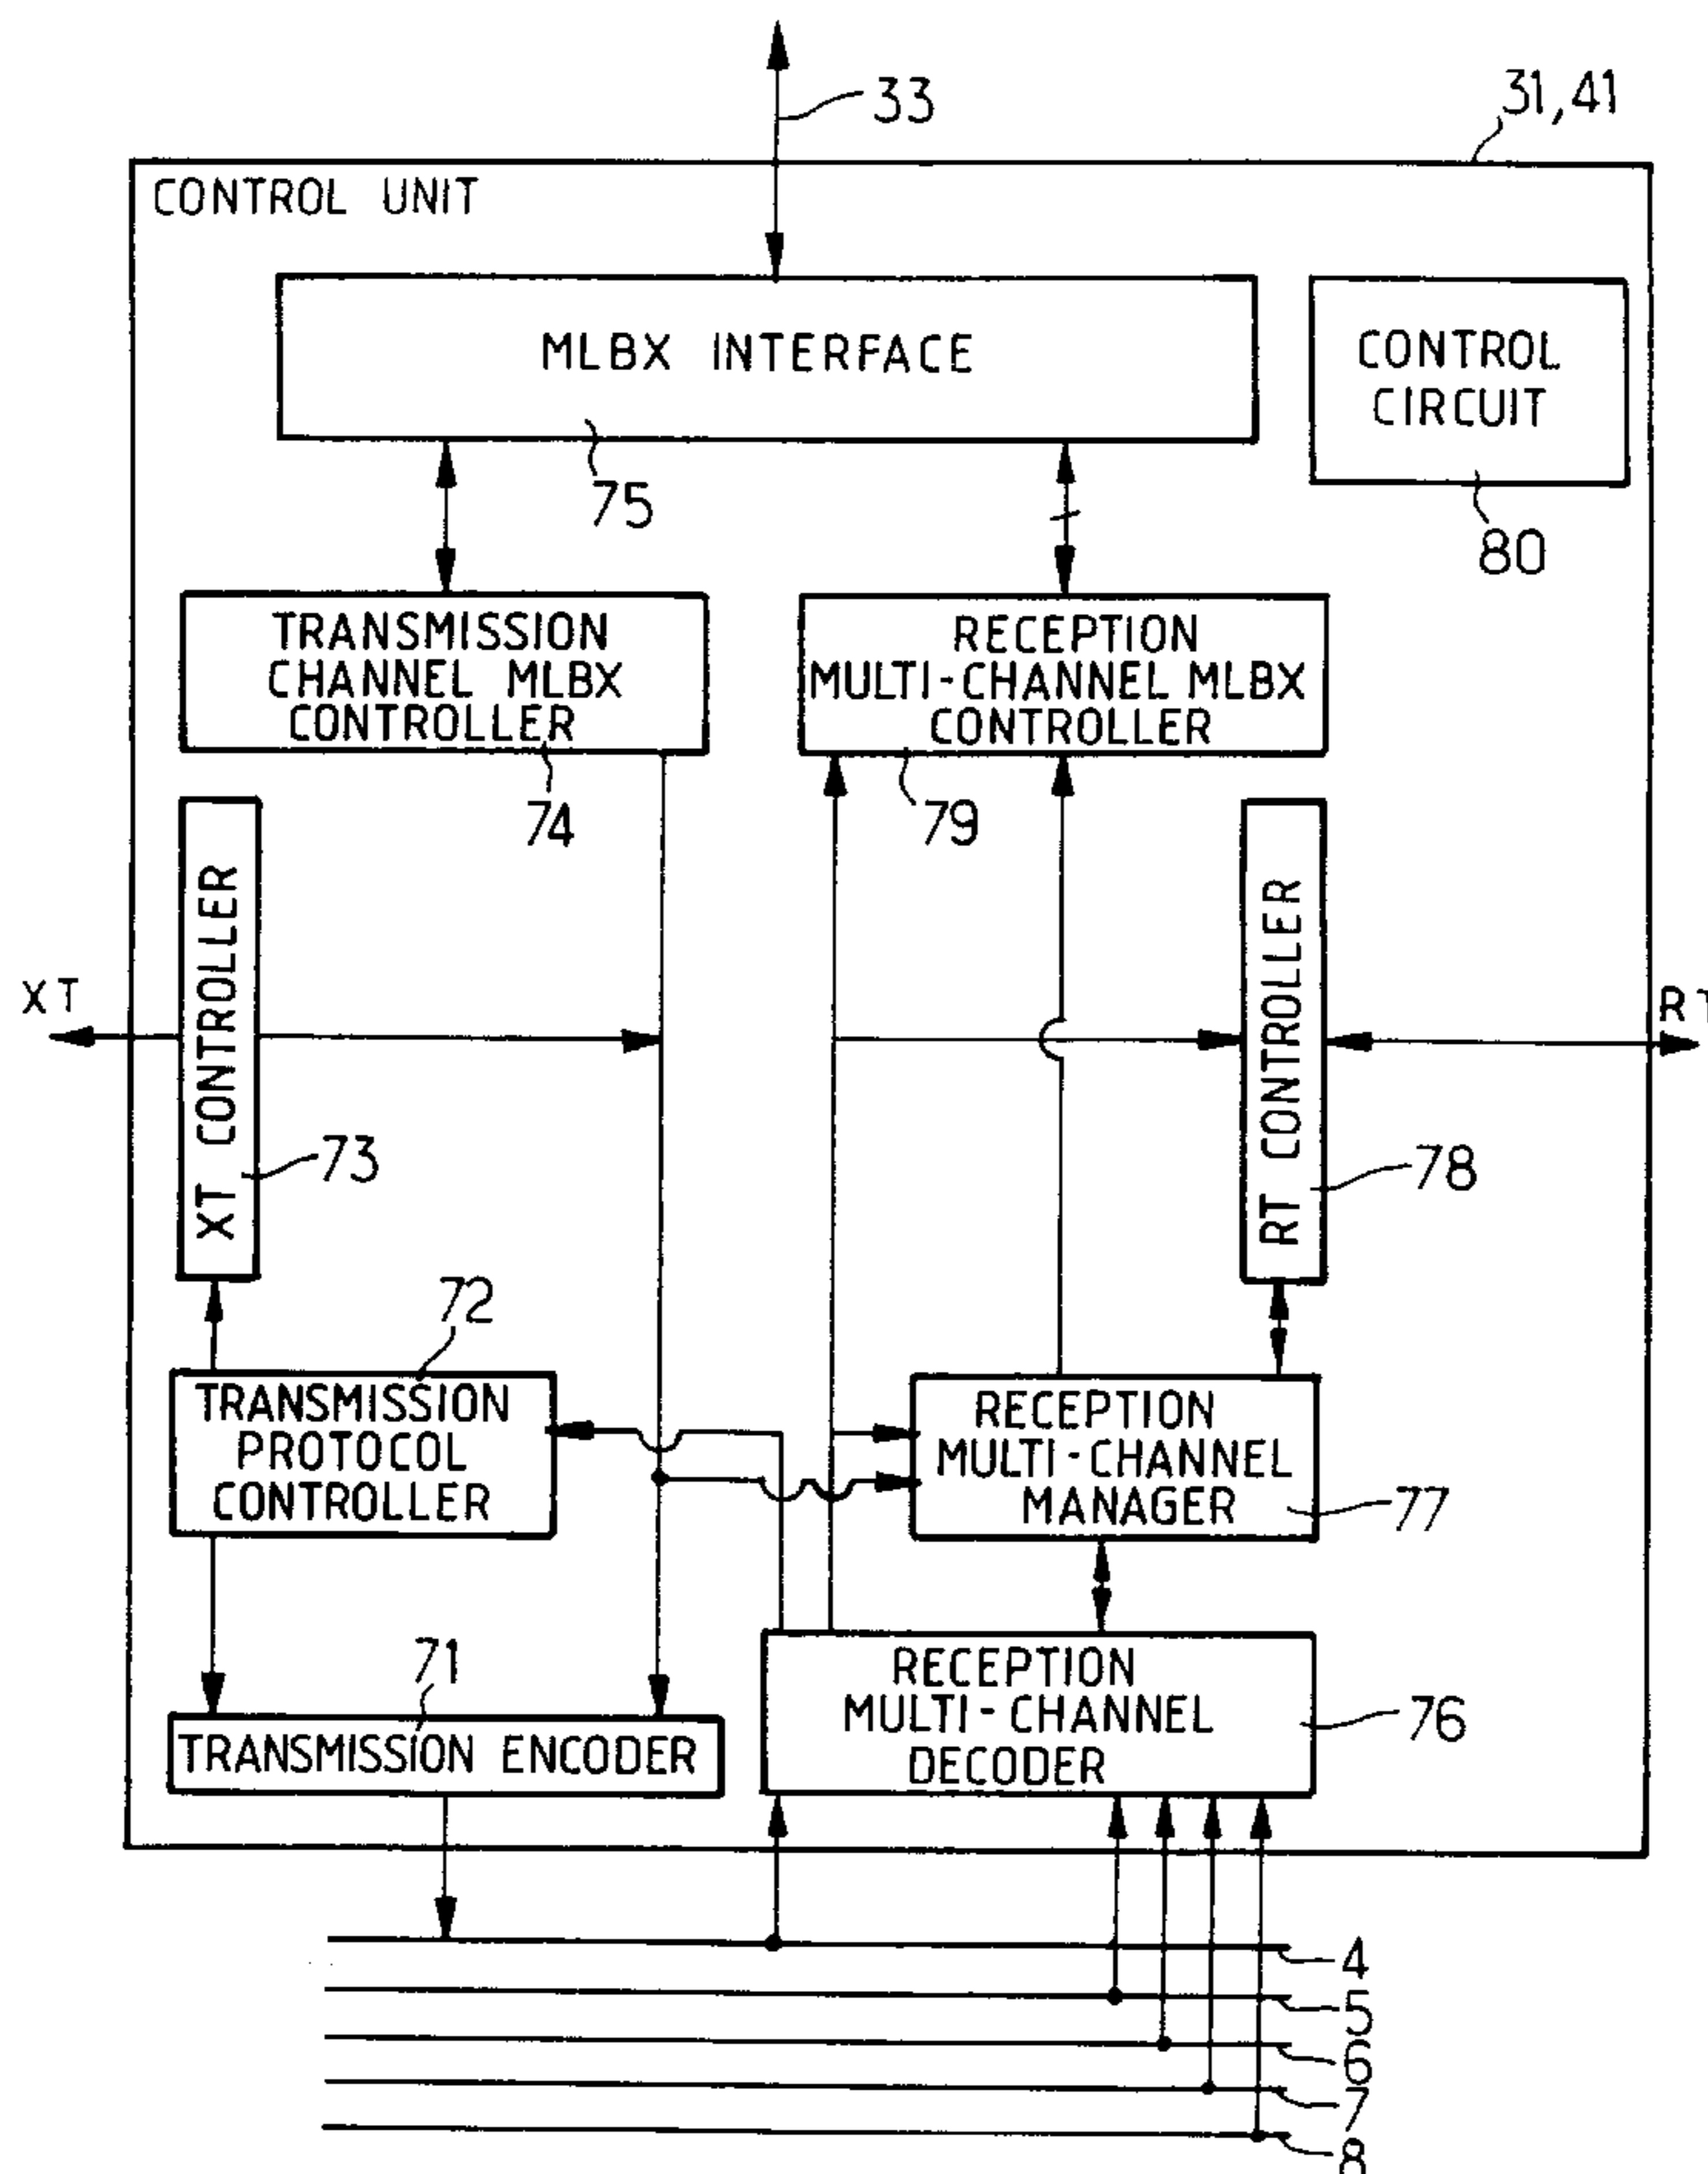 33
31,41
CONTROL UNIT
MLBX INTERFACE
CONTROL
CIRCUIT
75
80
TRANSMISSION
CHANNEL MLBX
CONTROLLER
RECEPTION
MULTI-CHANNEL MLBX
CONTROLLER
74
79
XT CONTROLLER
RT CONTROLLER
XT
RT
73
78
72
TRANSMISSION
PROTOCOL
CONTROLLER
RECEPTION
MULTI-CHANNEL
MANAGER
77
71
TRANSMISSION ENCODER
RECEPTION
MULTI-CHANNEL
DECODER
76
4
5
6
7
8